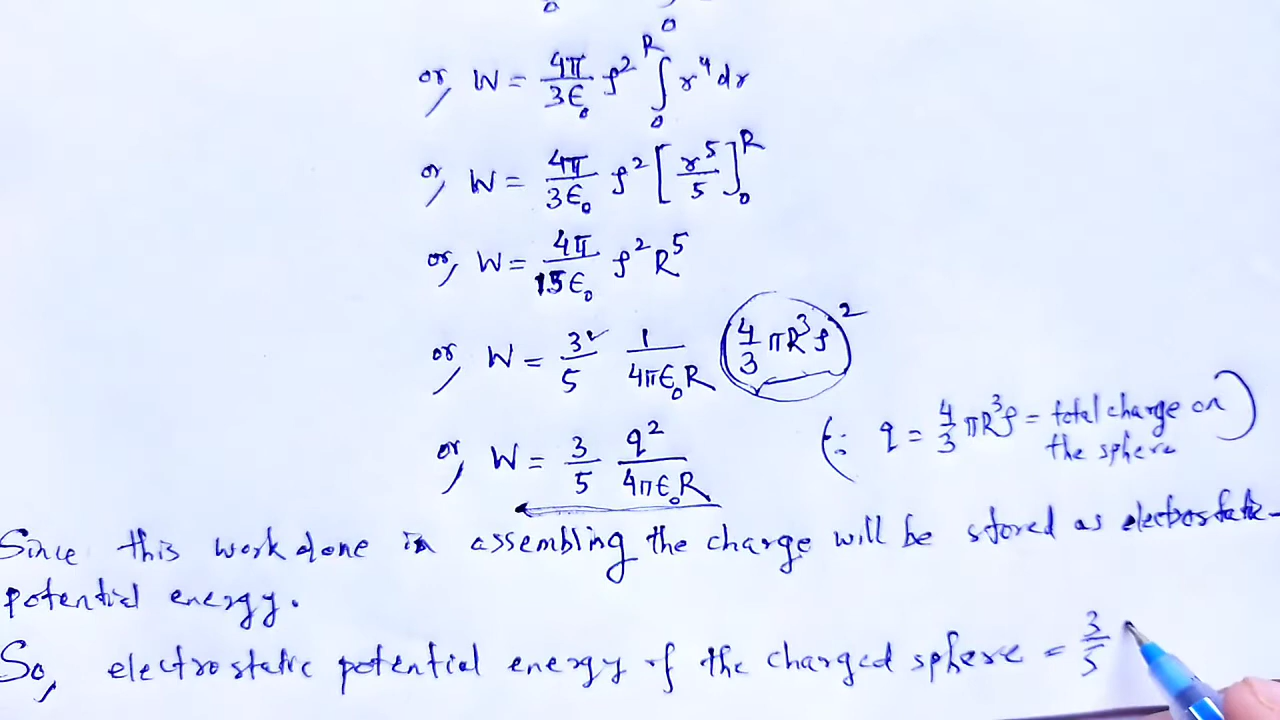 or, W = 4π/3ϵ₀ ρ² ∫₀ᴿ r⁴ dr
or, W = 4π/3ϵ₀ ρ² [r⁵/5]₀ᴿ
or, W = 4π/15ϵ₀ ρ² R⁵
or, W = 3/5 1/4πϵ₀R (4/3 πR³ρ)²
or, W = 3/5 q²/4πϵ₀R (∵ q = 4/3 πR³ρ = total charge on the sphere)
Since this work done in assembling the charge will be stored as electrostatic-
potential energy.
So, electrostatic potential energy of the charged sphere = 3/5